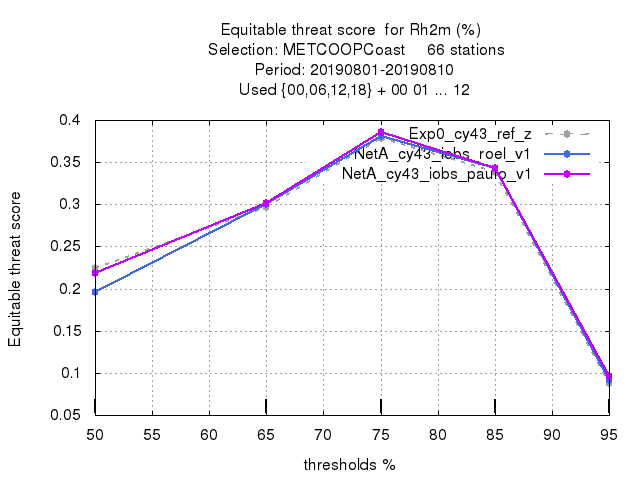 Equitable threat score  for Rh2m (%)
Selection: METCOOPCoast     66 stations
Period: 20190801-20190810
Used {00,06,12,18} + 00 01 ... 12
Exp0_cy43_ref_z
NetA_cy43_iobs_roel_v1
NetA_cy43_iobs_paulo_v1
0.4
0.35
0.3
0.25
0.2
0.15
0.1
0.05
Equitable threat score
50 55 60 65 70 75 80 85 90 95
thresholds %